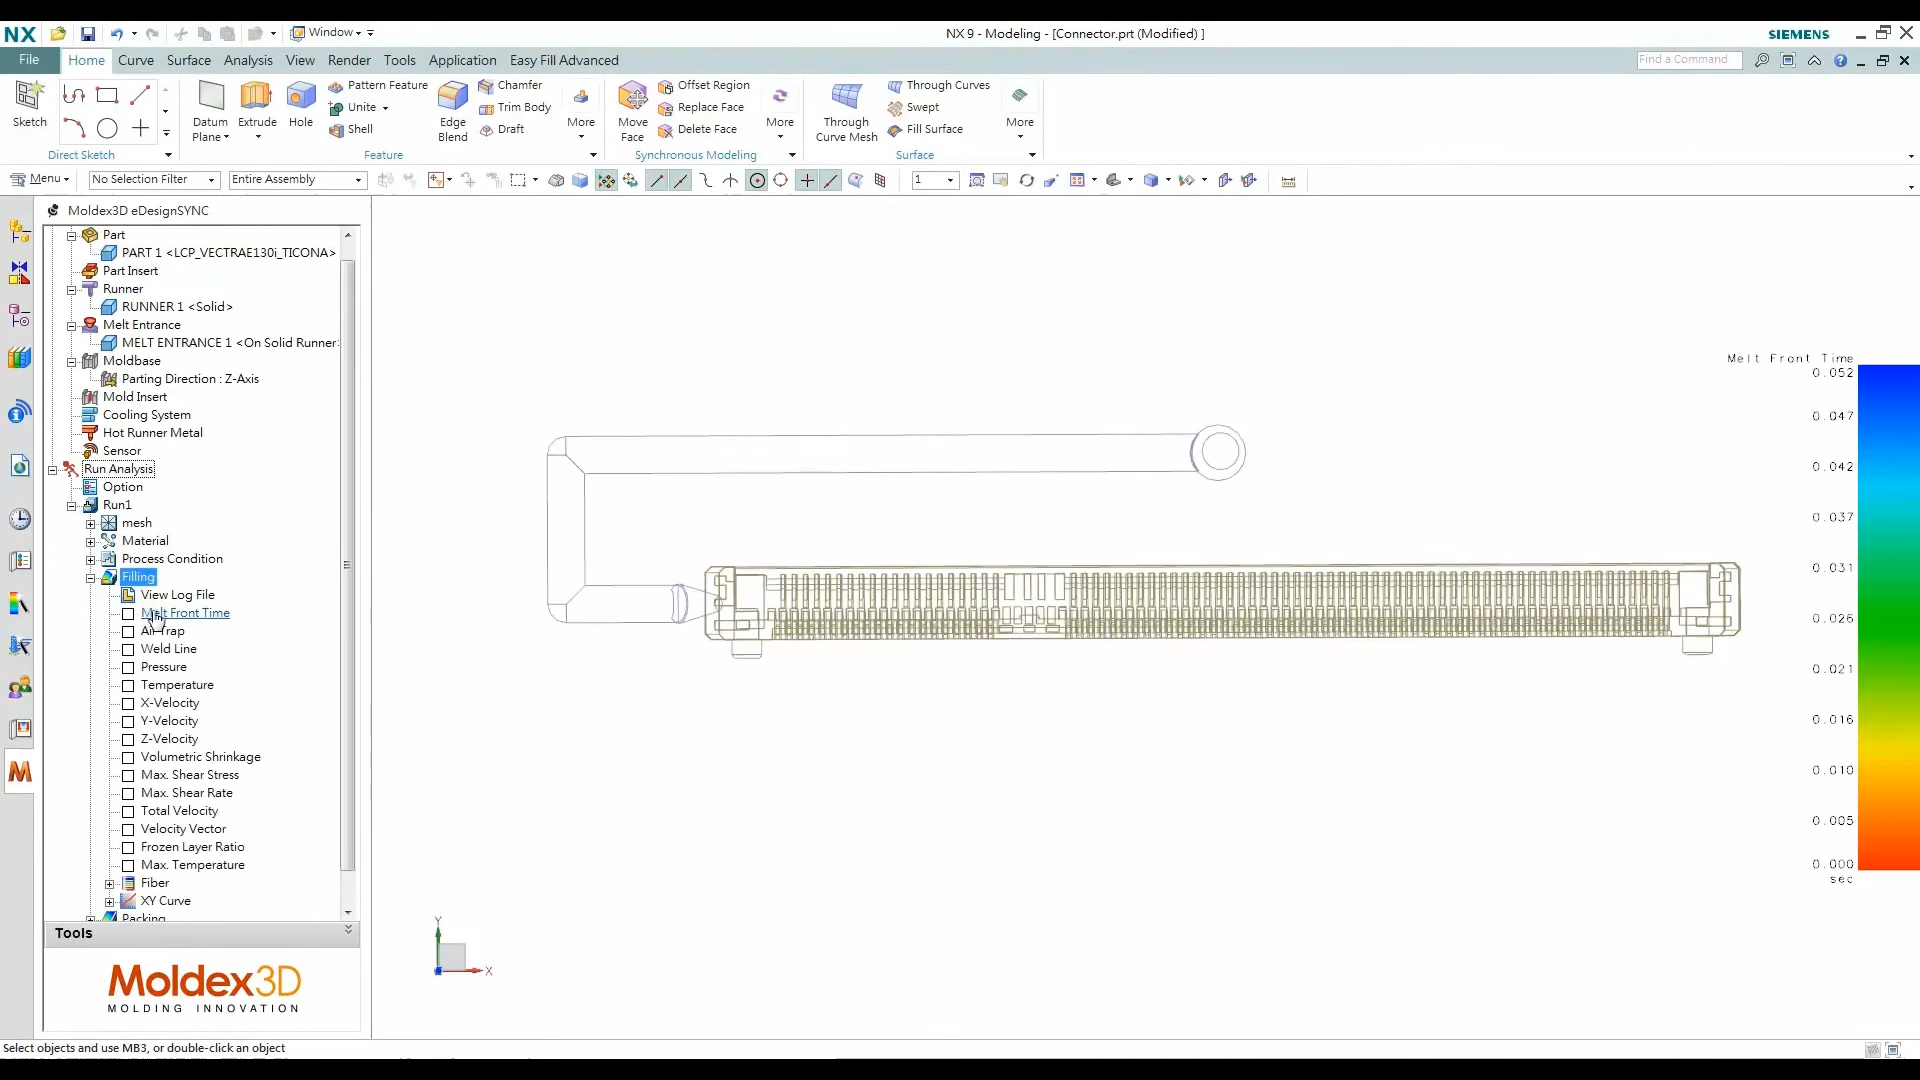 NX
Window
NX 9 - Modeling - [Connector.prt (Modified) ]
SIEMENS
File
Home
Curve
Surface
Analysis
View
Render
Tools
Application
Easy Fill Advanced
Find a Command
Sketch
Direct Sketch
Datum Plane
Extrude
Hole
Pattern Feature
Unite
Shell
Edge Blend
Chamfer
Trim Body
Draft
More
Feature
Move Face
Offset Region
Replace Face
Delete Face
More
Synchronous Modeling
Through Curve Mesh
Through Curves
Swept
Fill Surface
More
Surface
Menu
No Selection Filter
Entire Assembly
1
Moldex3D eDesignSYNC
Part
PART 1 <LCP_VECTRAE130i_TICONA>
Part Insert
Runner
RUNNER 1 <Solid>
Melt Entrance
MELT ENTRANCE 1 <On Solid Runner
Moldbase
Parting Direction : Z-Axis
Mold Insert
Cooling System
Hot Runner Metal
Sensor
Run Analysis
Option
Run1
mesh
Material
Process Condition
Filling
View Log File
Melt Front Time
Air Trap
Weld Line
Pressure
Temperature
X-Velocity
Y-Velocity
Z-Velocity
Volumetric Shrinkage
Max. Shear Stress
Max. Shear Rate
Total Velocity
Velocity Vector
Frozen Layer Ratio
Max. Temperature
Fiber
XY Curve
Packing
Tools
Moldex3D
MOLDING INNOVATION
Melt Front Time
0.052
0.047
0.042
0.037
0.031
0.026
0.021
0.016
0.010
0.005
0.000
sec
Y
X
Select objects and use MB3, or double-click an object